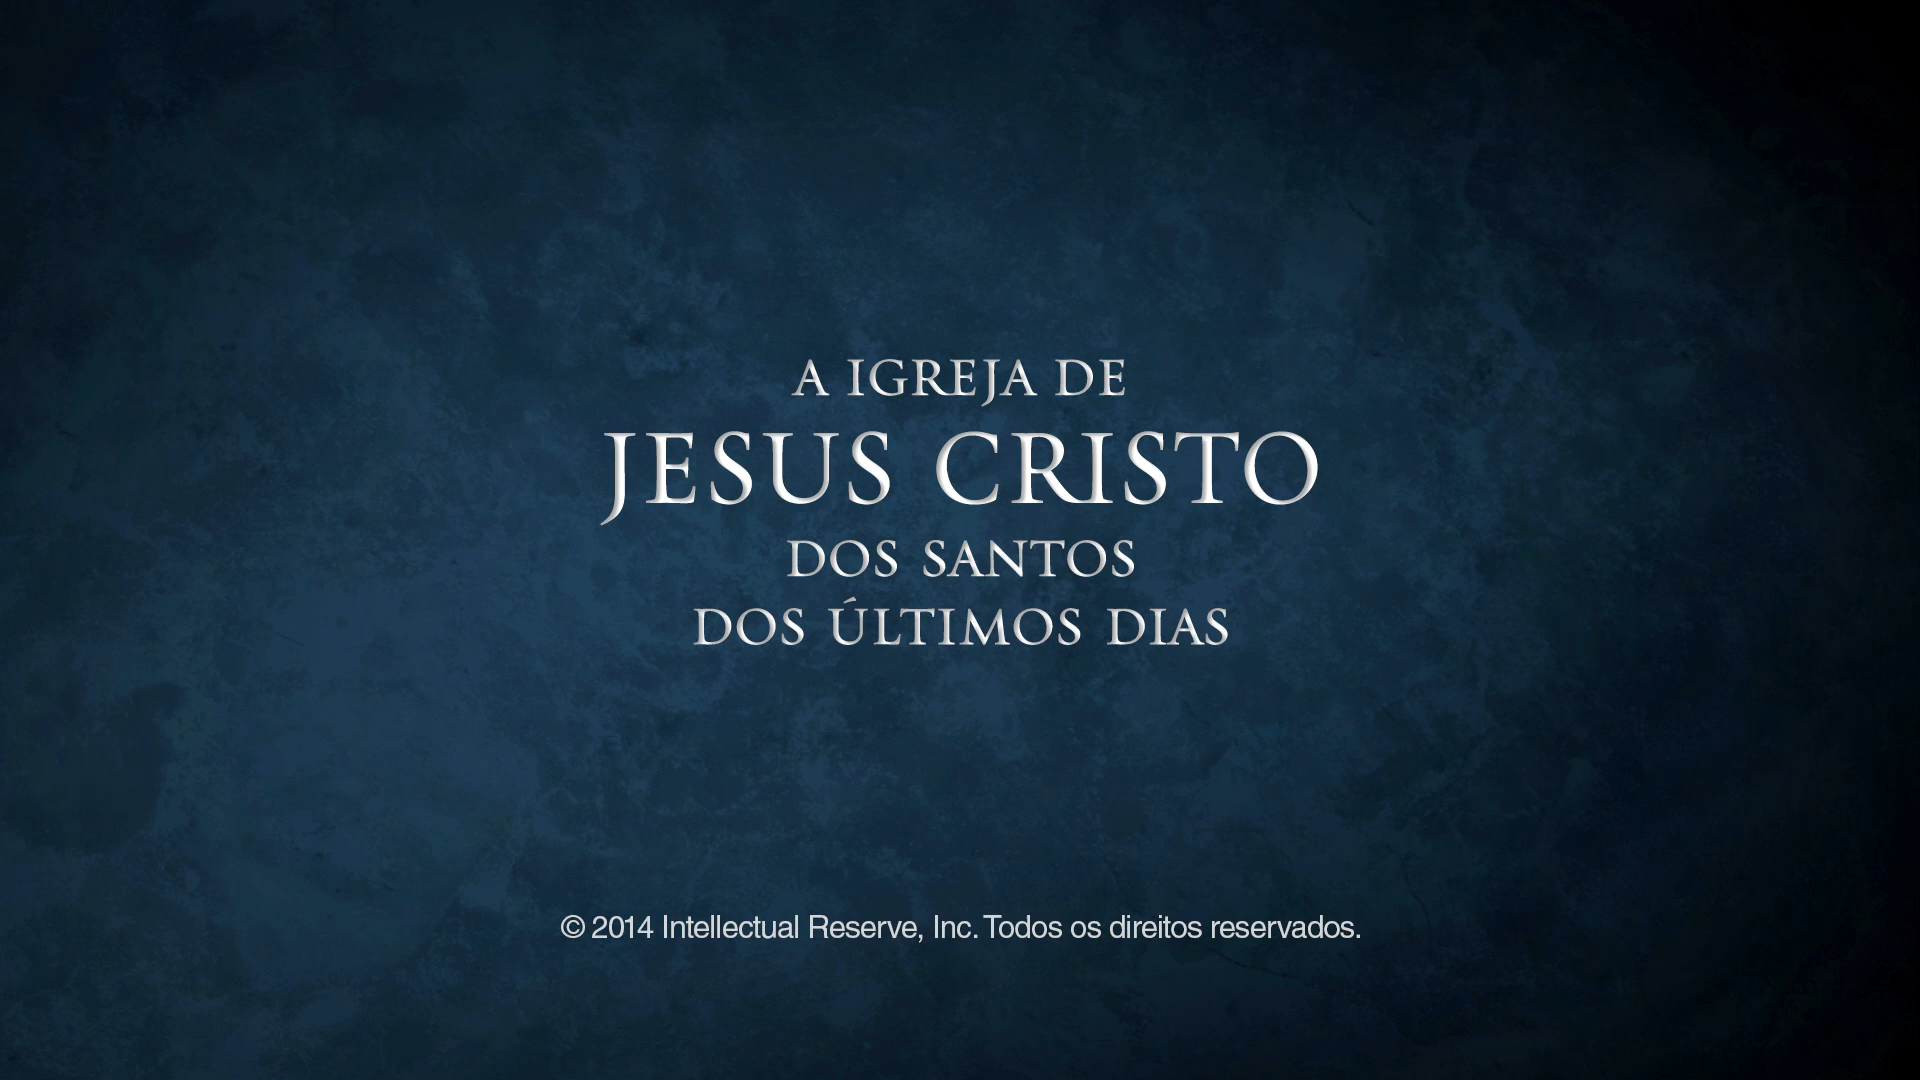 A IGREJA DE
JESUS CRISTO
DOS SANTOS
DOS ÚLTIMOS DIAS
© 2014 Intellectual Reserve, Inc. Todos os direitos reservados.